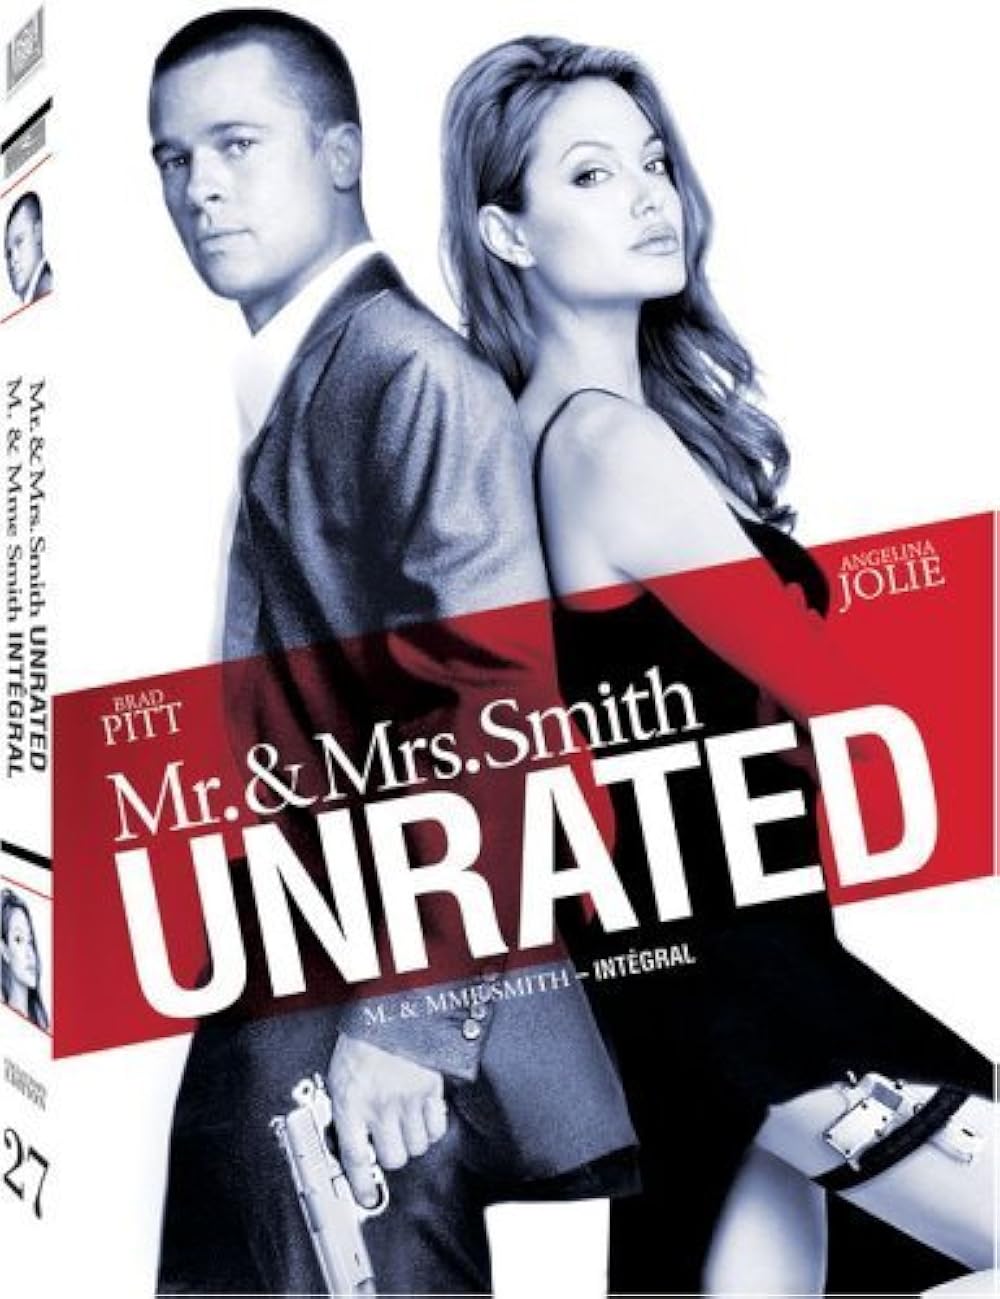 Mr. & Mrs. Smith UNRATED
M. & Mme Smith INTÉGRAL
27
ANGELINA
JOLIE
BRAD
PITT
Mr. & Mrs. Smith
UNRATED
M. & MME SMITH – INTÉGRAL